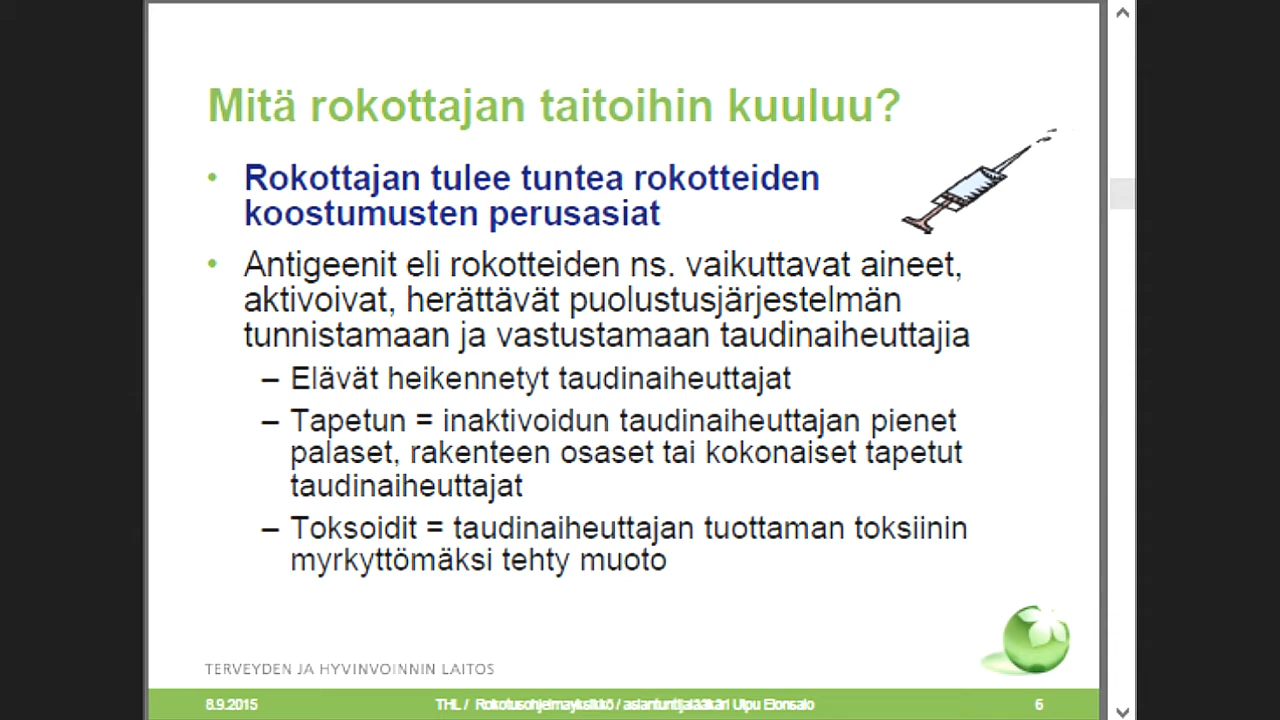 Mitä rokottajan taitoihin kuuluu?
• Rokottajan tulee tuntea rokotteiden
koostumusten perusasiat
• Antigeenit eli rokotteiden ns. vaikuttavat aineet,
aktivoivat, herättävät puolustusjärjestelmän
tunnistamaan ja vastustamaan taudinaiheuttajia
– Elävät heikennetyt taudinaiheuttajat
– Tapetun = inaktivoidun taudinaiheuttajan pienet
palaset, rakenteen osaset tai kokonaiset tapetut
taudinaiheuttajat
– Toksoidit = taudinaiheuttajan tuottaman toksiinin
myrkyttömäksi tehty muoto
TERVEYDEN JA HYVINVOINNIN LAITOS
8.9.2015 THL / Rokotusohjelmayksikkö / asiantuntijalääkäri Ulpu Elonsalo 6